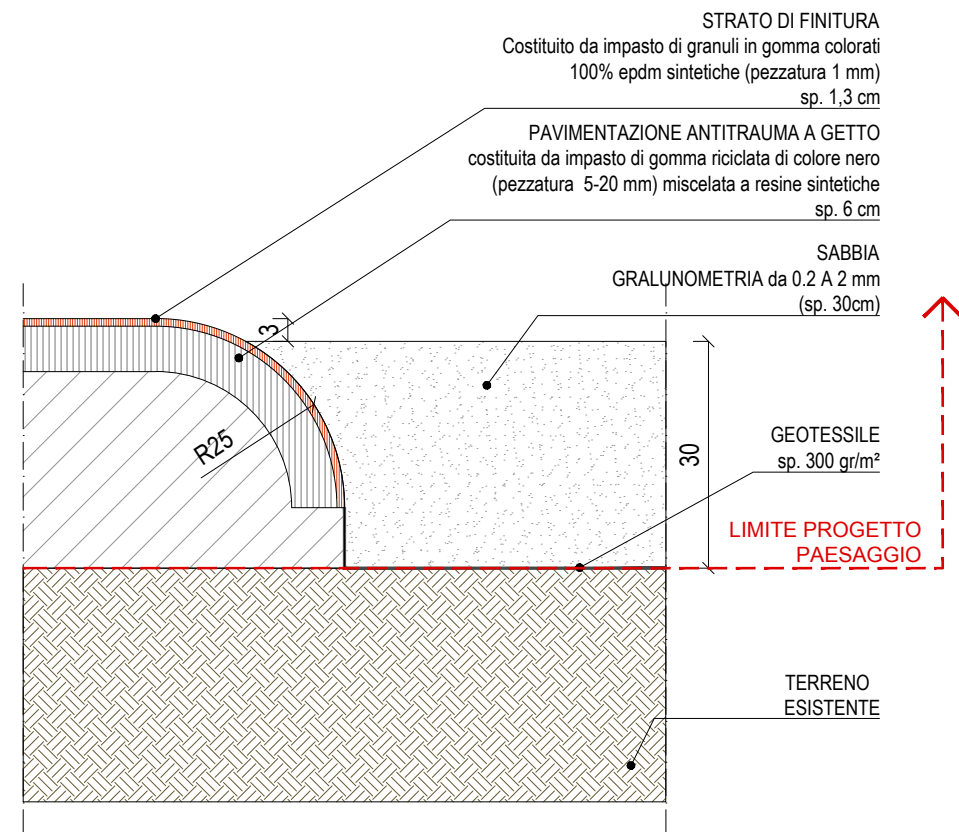 STRATO DI FINITURA
Costituito da impasto di granuli in gomma colorati
100% epdm sintetiche (pezzatura 1 mm)
sp. 1,3 cm
PAVIMENTAZIONE ANTITRAUMA A GETTO
costituita da impasto di gomma riciclata di colore nero
(pezzatura 5-20 mm) miscelata a resine sintetiche
sp. 6 cm
SABBIA
GRALUNOMETRIA da 0.2 A 2 mm
(sp. 30cm)
3
R25
30
GEOTESSILE
sp. 300 gr/m²
LIMITE PROGETTO
PAESAGGIO
TERRENO
ESISTENTE